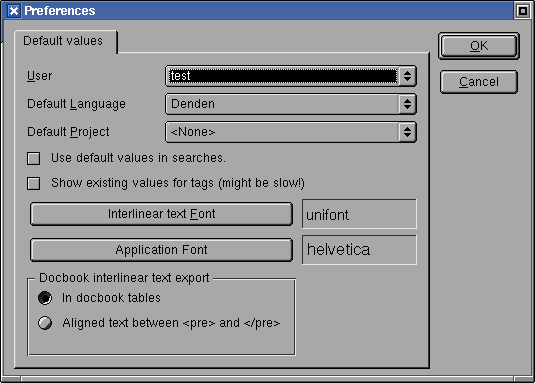 Preferences
Default values
User
test
Default Language
Denden
Default Project
<None>
Use default values in searches.
Show existing values for tags (might be slow!)
Interlinear text Font
unifont
Application Font
helvetica
Docbook interlinear text export
In docbook tables
Aligned text between <pre> and </pre>
OK
Cancel